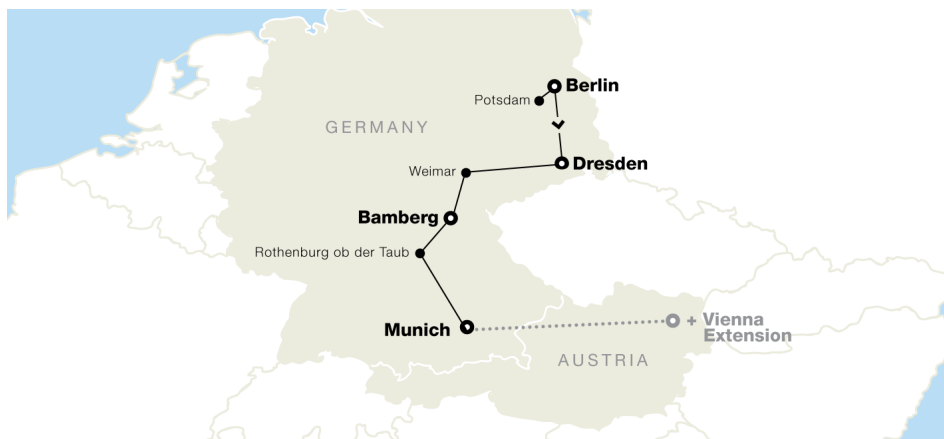 Berlin
Potsdam
GERMANY
Dresden
Weimar
Bamberg
Rothenburg ob der Taub
Munich
+ Vienna
Extension
AUSTRIA